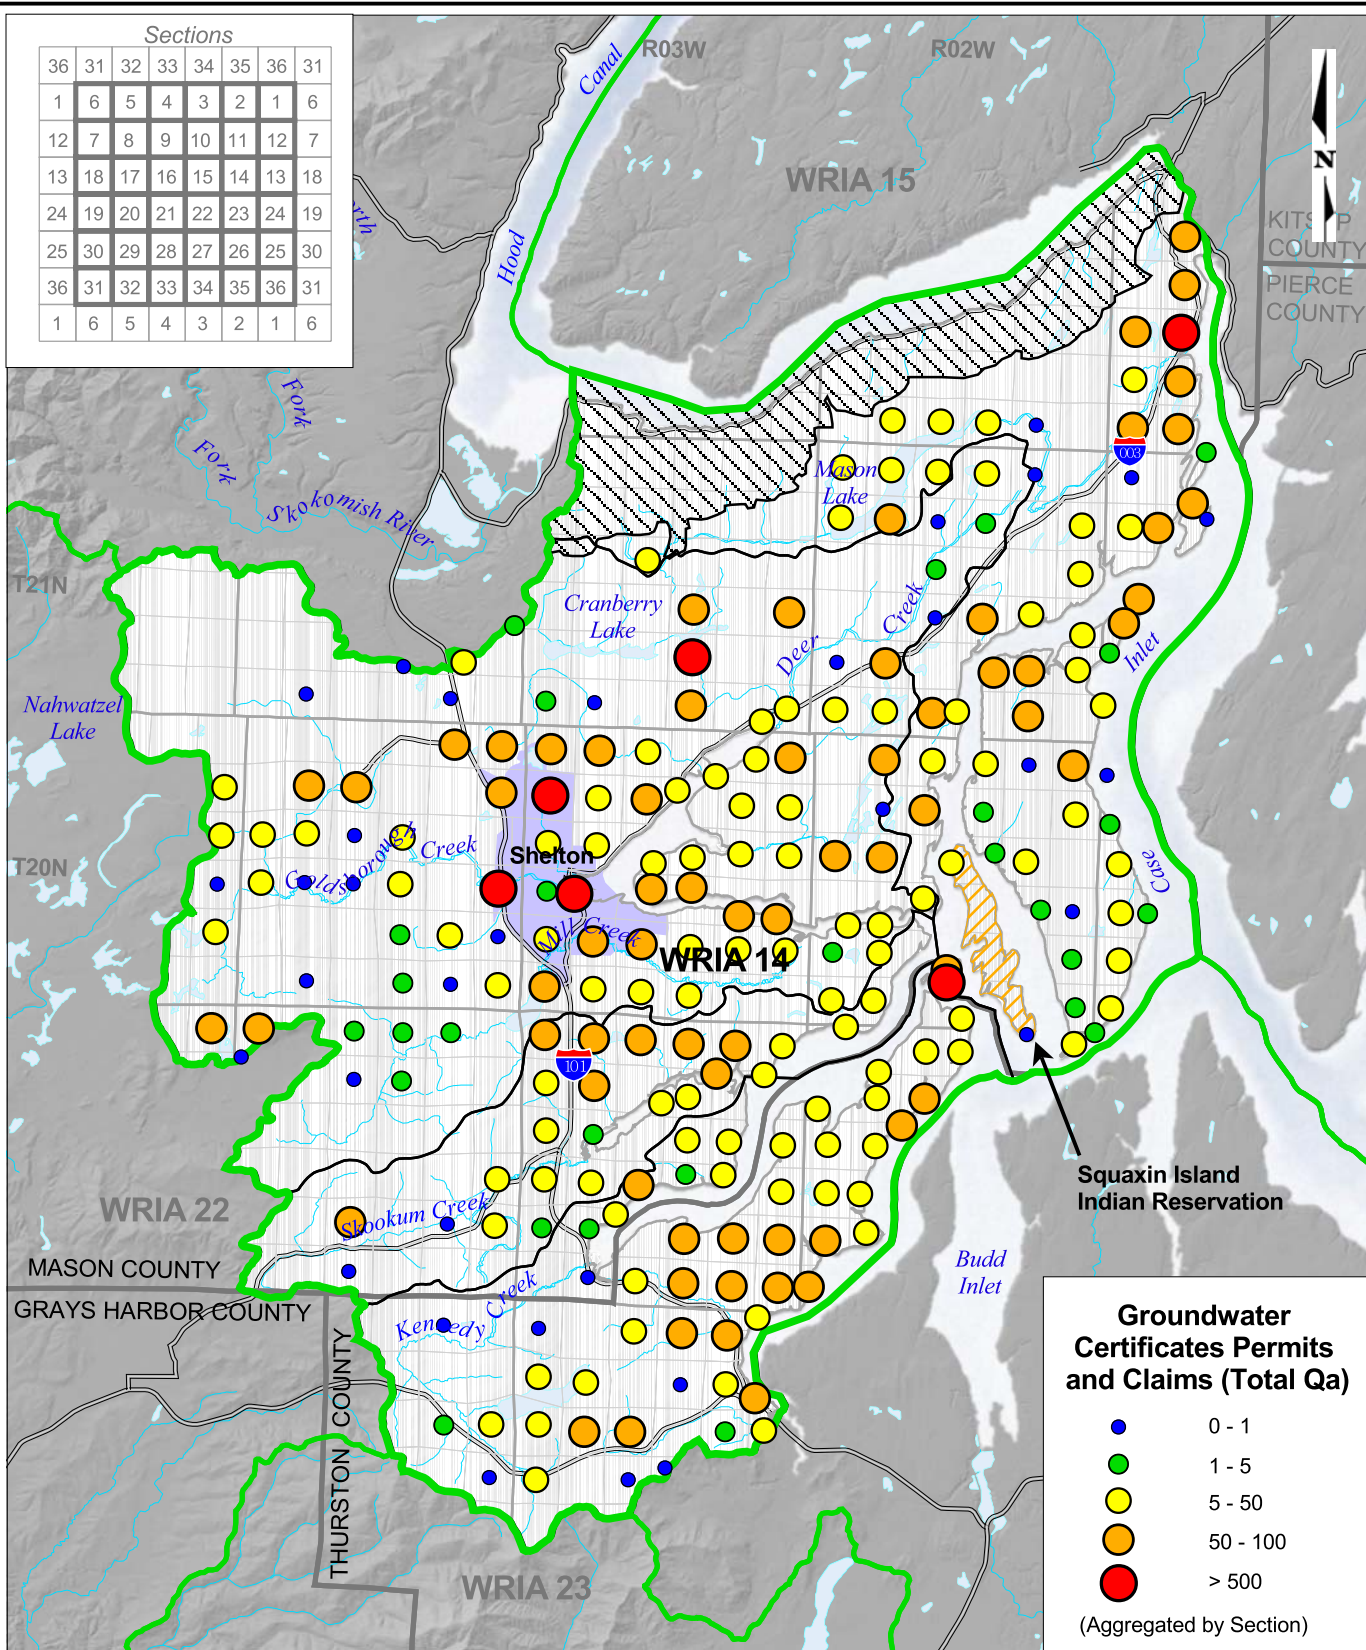 Sections
36 31 32 33 34 35 36 31
1 6 5 4 3 2 1 6
12 7 8 9 10 11 12 7
13 18 17 16 15 14 13 18
24 19 20 21 22 23 24 19
25 30 29 28 27 26 25 30
36 31 32 33 34 35 36 31
1 6 5 4 3 2 1 6
R03W
R02W
Canal
Hood
N
WRIA 15
KITSAP
COUNTY
PIERCE
COUNTY
orth
Fork
Fork
Skokomish River
003
Mason
Lake
T21N
Cranberry
Lake
Deer
Creek
Inlet
Nahwatzel
Lake
T20N
Goldsborough
Creek
Shelton
Case
Mill Creek
WRIA 14
101
Squaxin Island
Indian Reservation
WRIA 22
Skookum Creek
MASON COUNTY
GRAYS HARBOR COUNTY
Budd
Inlet
Kennedy
Creek
THURSTON COUNTY
WRIA 23
Groundwater
Certificates Permits
and Claims (Total Qa)
0 - 1
1 - 5
5 - 50
50 - 100
> 500
(Aggregated by Section)